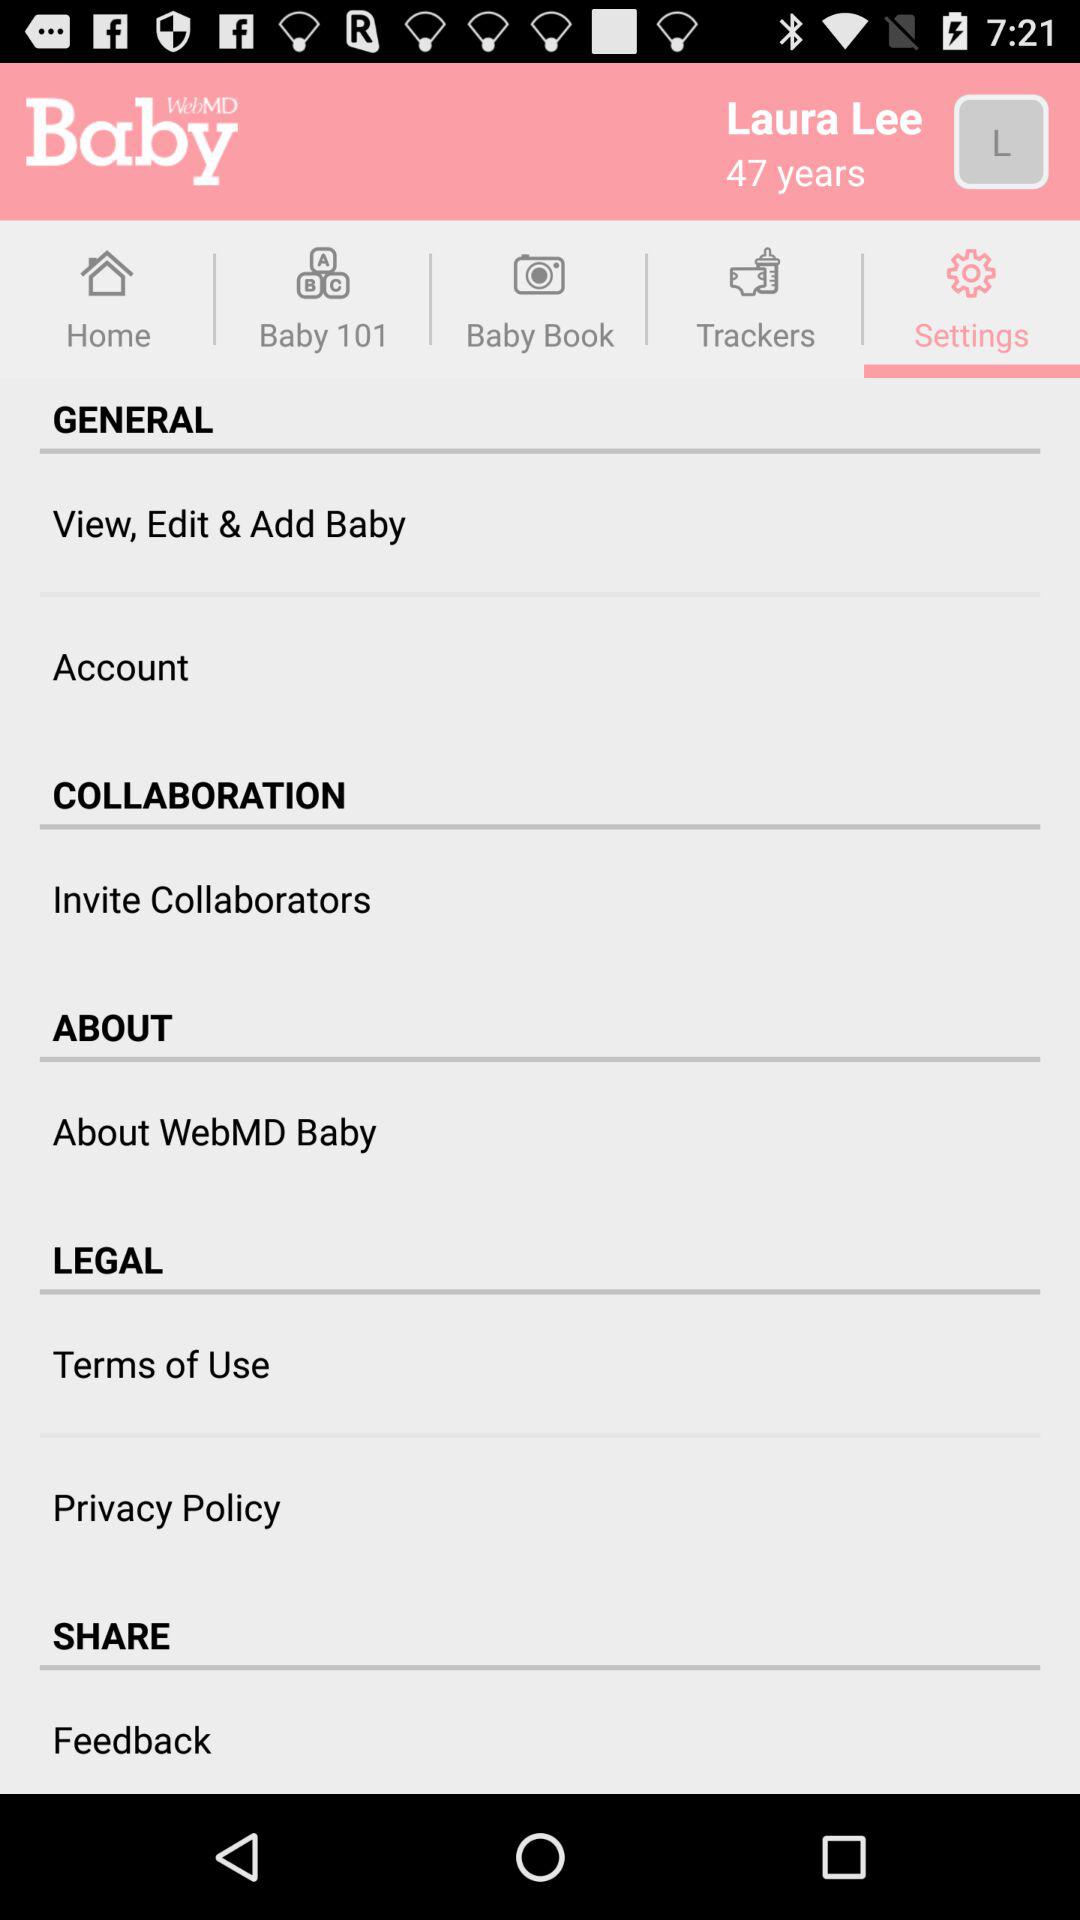 7:21
WebMD
Baby
Laura Lee
47 years
L
A
B C
Home
Baby 101
Baby Book
Trackers
Settings
GENERAL
View, Edit & Add Baby
Account
COLLABORATION
Invite Collaborators
ABOUT
About WebMD Baby
LEGAL
Terms of Use
Privacy Policy
SHARE
Feedback